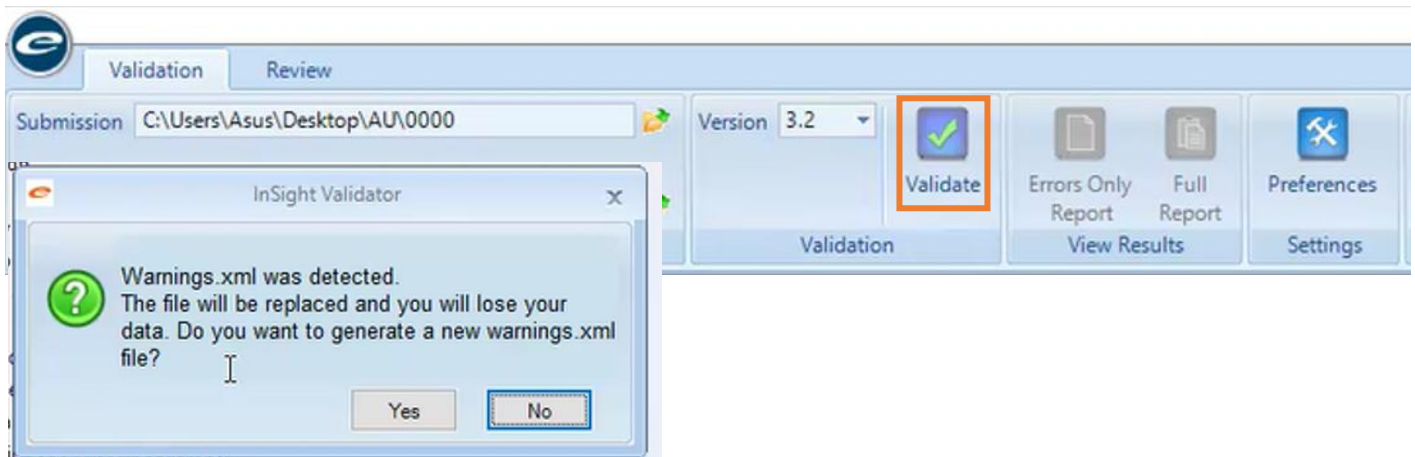 Validation Review
Submission C:\Users\Asus\Desktop\AU\0000
Version 3.2
Validate
Errors Only
Report
Full
Report
Preferences
Validation View Results Settings
InSight Validator
Warnings.xml was detected.
The file will be replaced and you will lose your
data. Do you want to generate a new warnings.xml
file?
Yes No